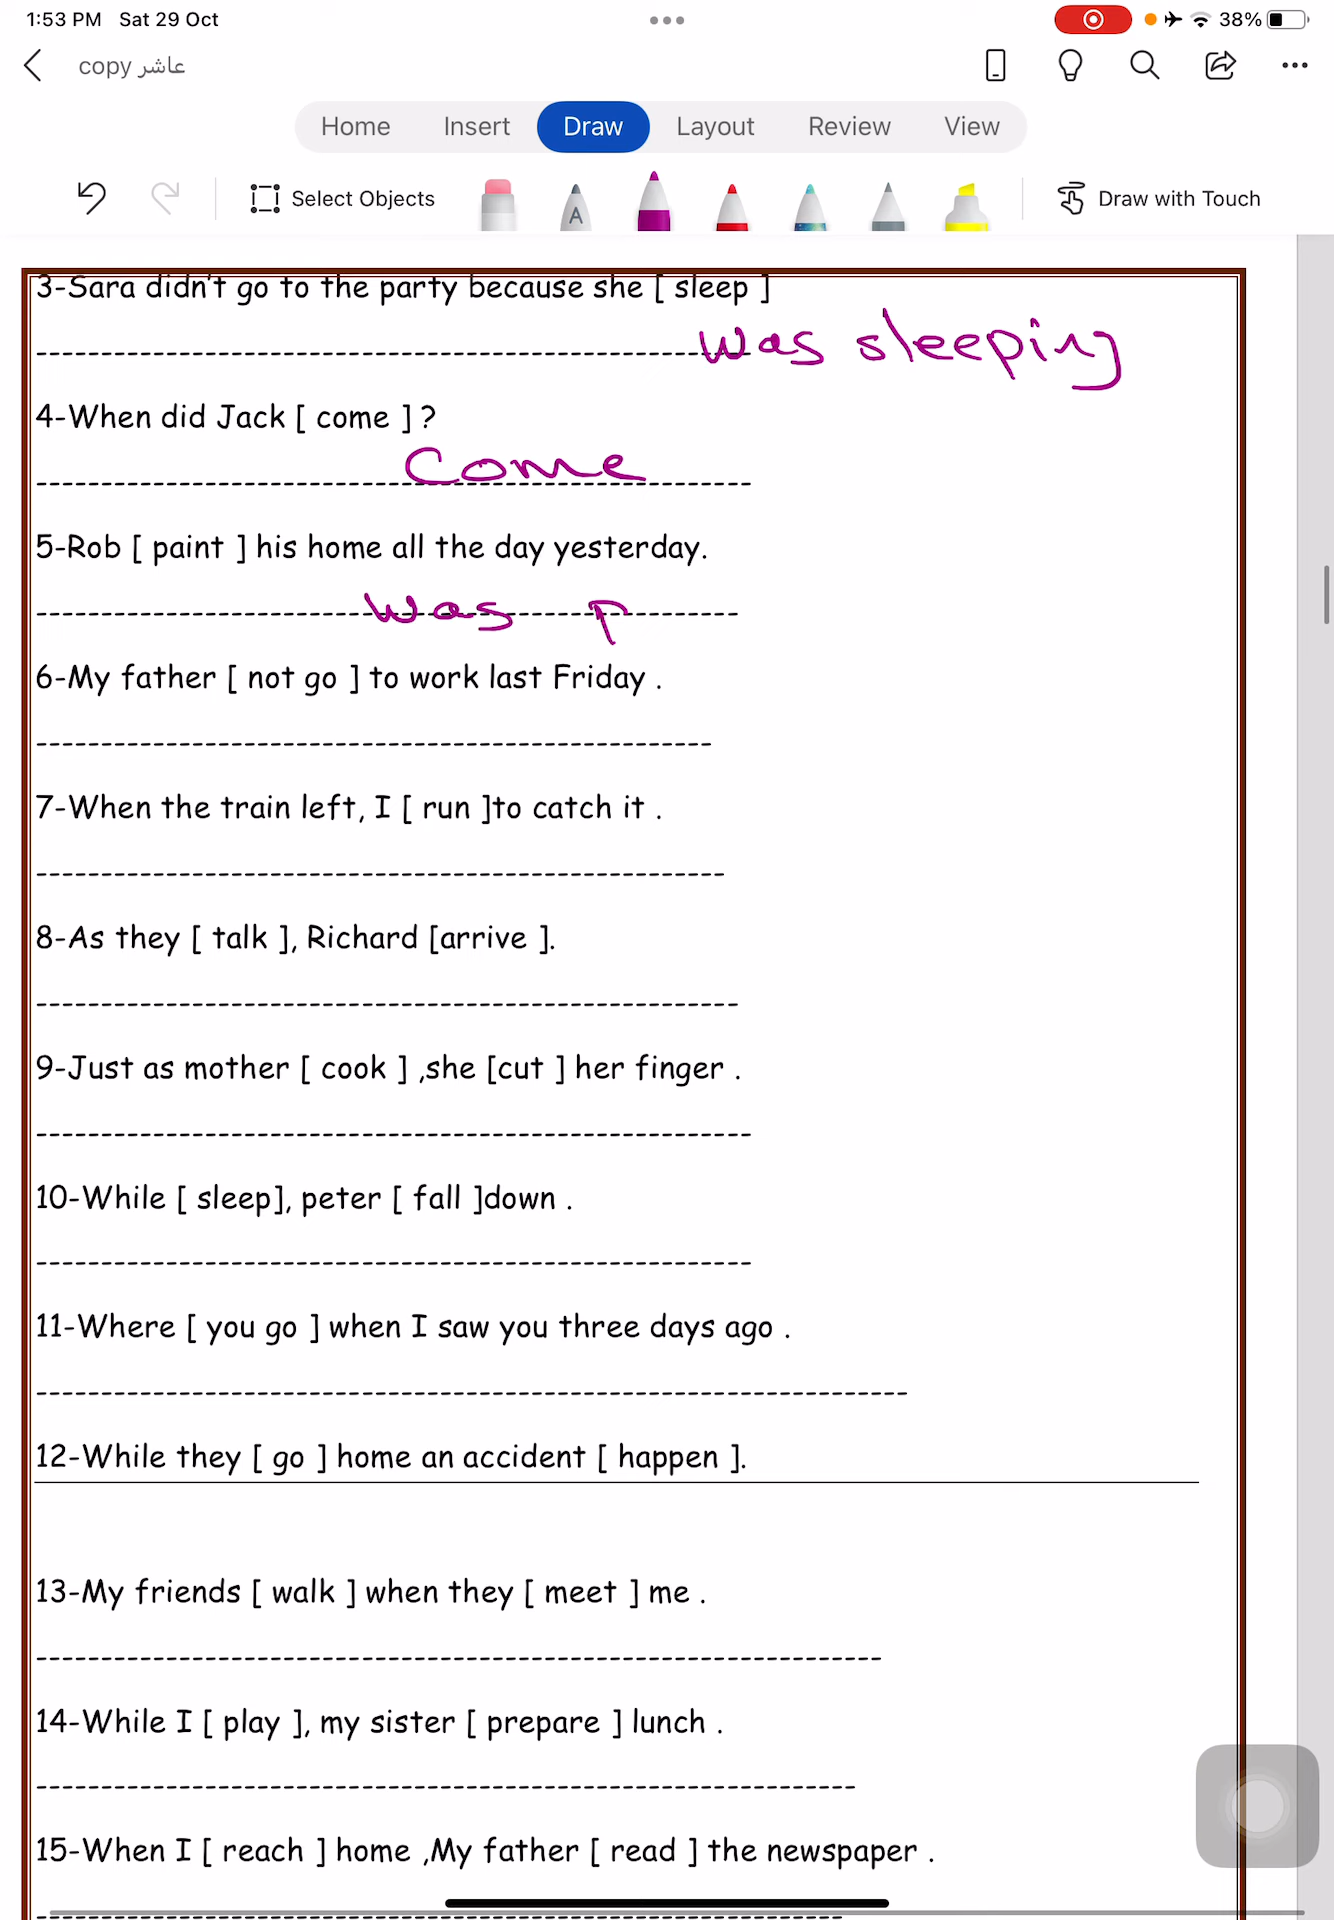 1:53 PM Sat 29 Oct
38%
copy عاشر
Home Insert Draw Layout Review View
Select Objects A Draw with Touch
3-Sara didn't go to the party because she [ sleep ]
was sleeping
4-When did Jack [ come ] ?
Come
5-Rob [ paint ] his home all the day yesterday.
was p
6-My father [ not go ] to work last Friday .
7-When the train left, I [ run ]to catch it .
8-As they [ talk ], Richard [arrive ].
9-Just as mother [ cook ] ,she [cut ] her finger .
10-While [ sleep], peter [ fall ]down .
11-Where [ you go ] when I saw you three days ago .
12-While they [ go ] home an accident [ happen ].
13-My friends [ walk ] when they [ meet ] me .
14-While I [ play ], my sister [ prepare ] lunch .
15-When I [ reach ] home ,My father [ read ] the newspaper .